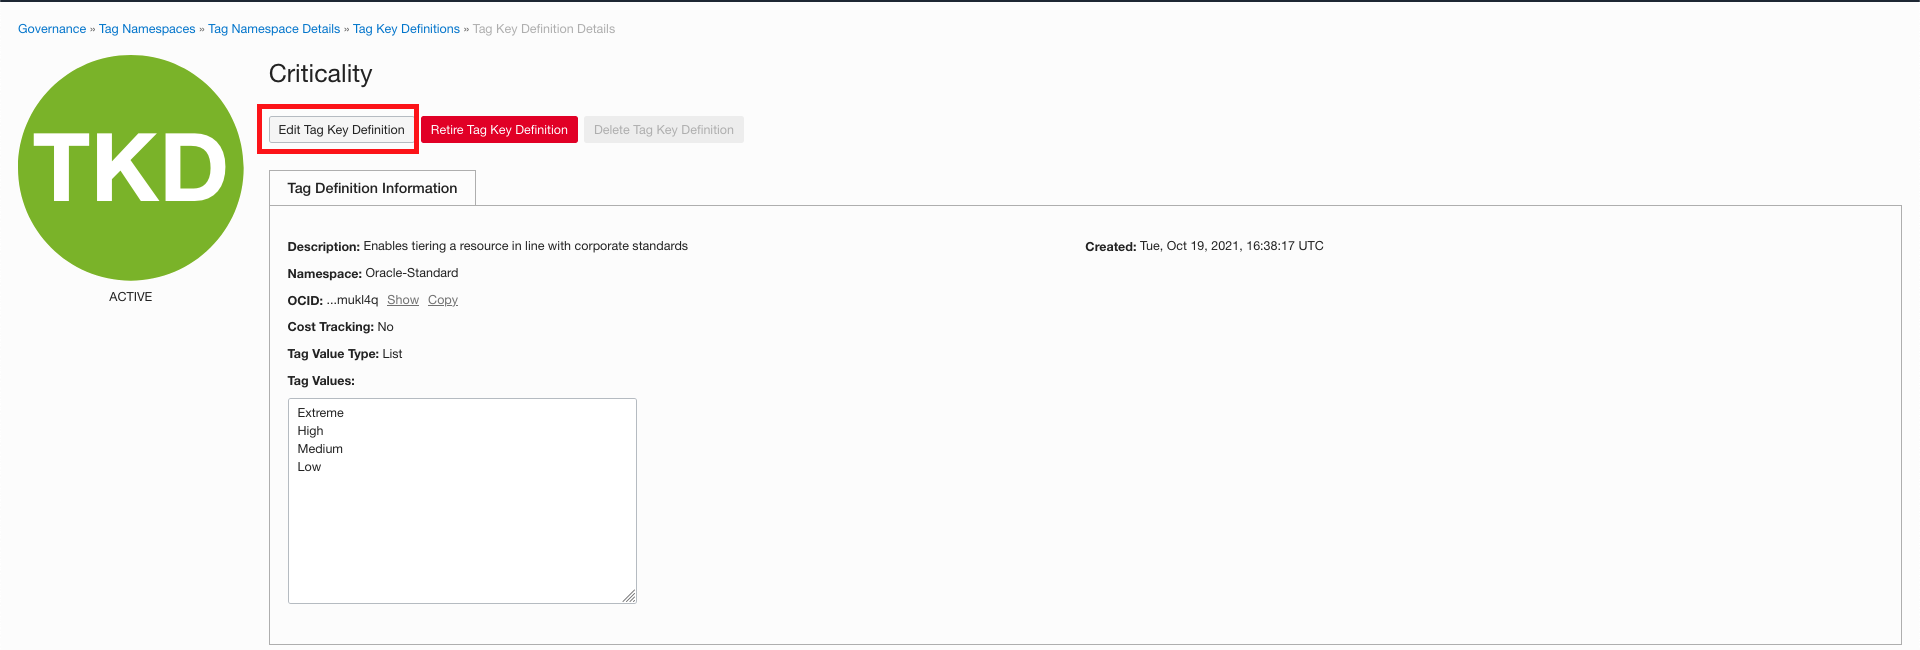 Governance » Tag Namespaces » Tag Namespace Details » Tag Key Definitions » Tag Key Definition Details
TKD
ACTIVE
Criticality
Edit Tag Key Definition Retire Tag Key Definition Delete Tag Key Definition
Tag Definition Information
Description: Enables tiering a resource in line with corporate standards
Namespace: Oracle-Standard
OCID: ...mukl4q Show Copy
Cost Tracking: No
Tag Value Type: List
Tag Values:
Extreme
High
Medium
Low
Created: Tue, Oct 19, 2021, 16:38:17 UTC